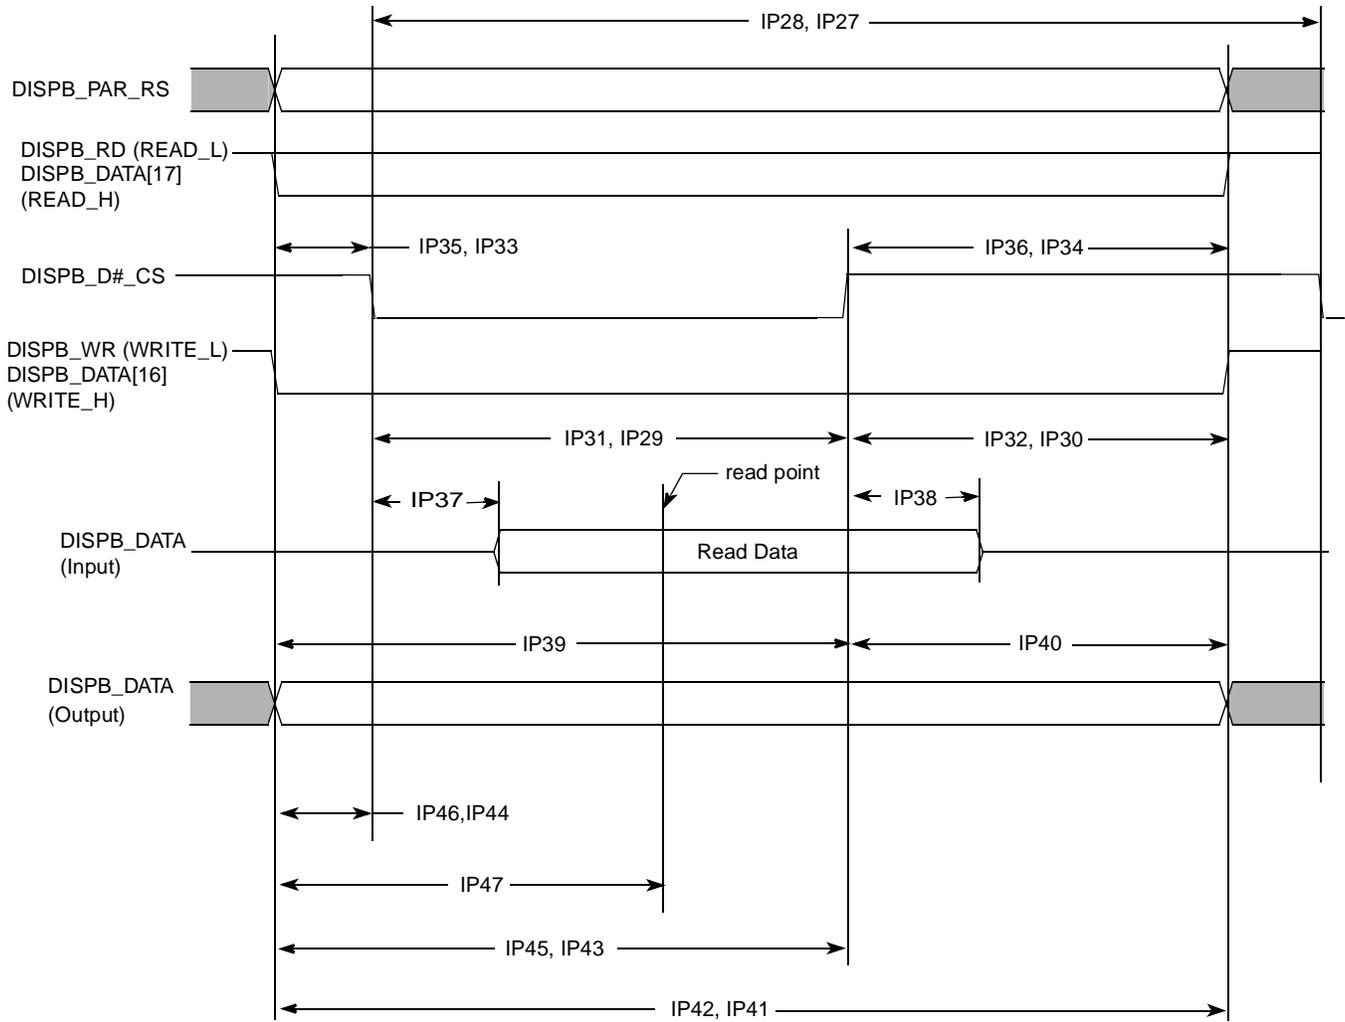 IP28, IP27
DISPB_PAR_RS
DISPB_RD (READ_L)
DISPB_DATA[17]
(READ_H)
IP35, IP33
IP36, IP34
DISPB_D#_CS
DISPB_WR (WRITE_L)
DISPB_DATA[16]
(WRITE_H)
IP31, IP29
IP32, IP30
read point
IP37
IP38
DISPB_DATA
(Input)
Read Data
IP39
IP40
DISPB_DATA
(Output)
IP46,IP44
IP47
IP45, IP43
IP42, IP41